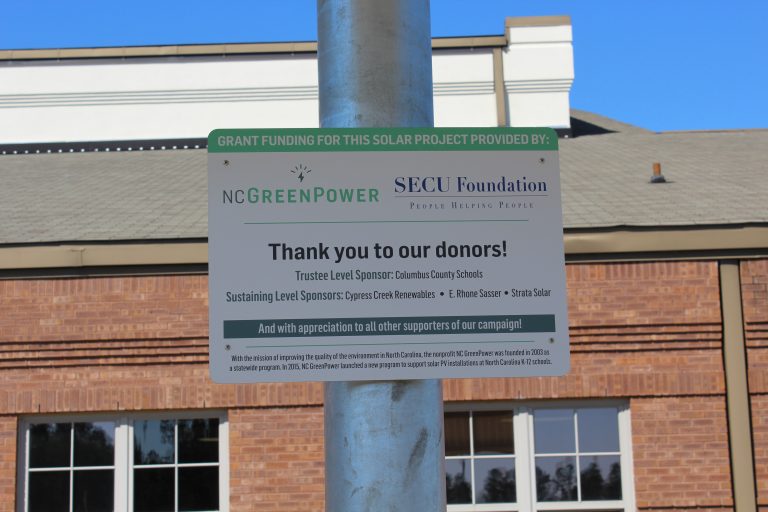 GRANT FUNDING FOR THIS SOLAR PROJECT PROVIDED BY:
NCGREENPOWER SECU Foundation
PEOPLE HELPING PEOPLE
Thank you to our donors!
Trustee Level Sponsor: Columbus County Schools
Sustaining Level Sponsors: Cypress Creek Renewables • E. Rhone Sasser • Strata Solar
And with appreciation to all other supporters of our campaign!
With the mission of improving the quality of the environment in North Carolina, the nonprofit NC GreenPower was founded in 2003 as
a statewide program. In 2015, NC GreenPower launched a new program to support solar PV installations at North Carolina K-12 schools.